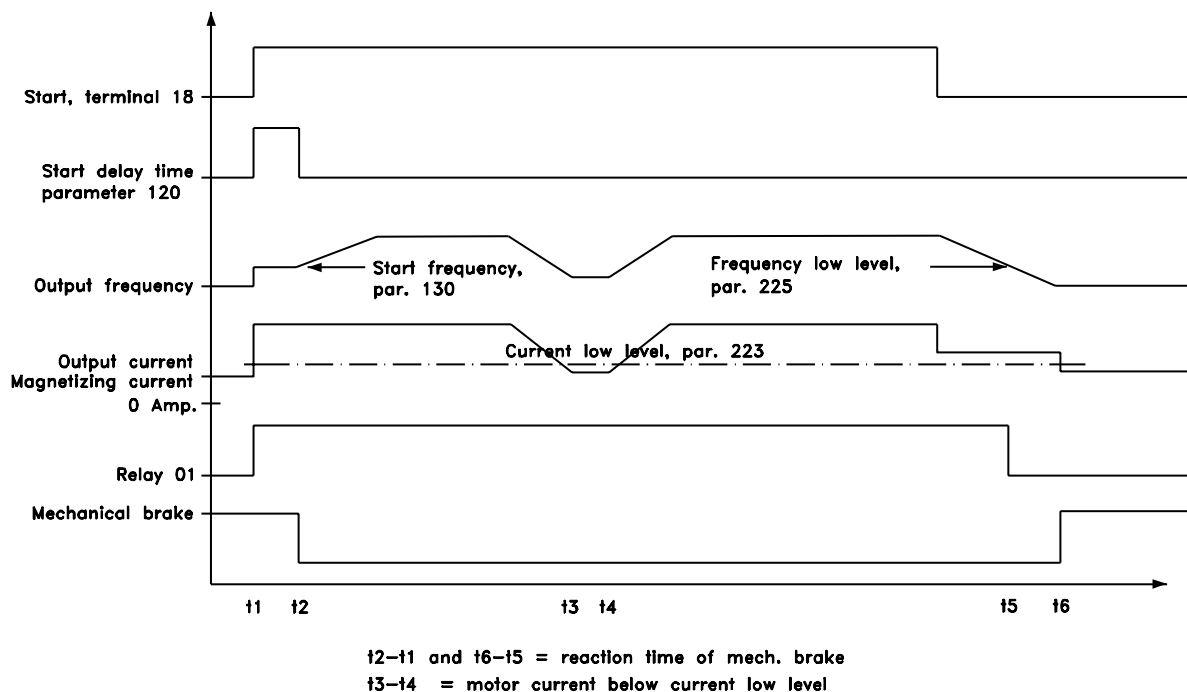 Start, terminal 18
Start delay time
parameter 120
Start frequency,
par. 130
Frequency low level,
par. 225
Output frequency
Current low level, par. 223
Output current
Magnetizing current
0 Amp.
Relay 01
Mechanical brake
t1 t2 t3 t4 t5 t6
t2-t1 and t6-t5 = reaction time of mech. brake
t3-t4 = motor current below current low level